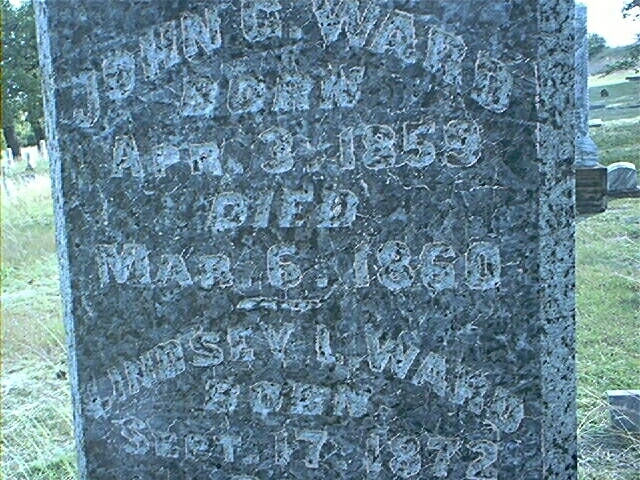 JOHN G. WARD
BORN
APR. 3. 1859
DIED
MAR. 6. 1860
LINDSEY L. WARD
BORN
SEPT. 17. 1872